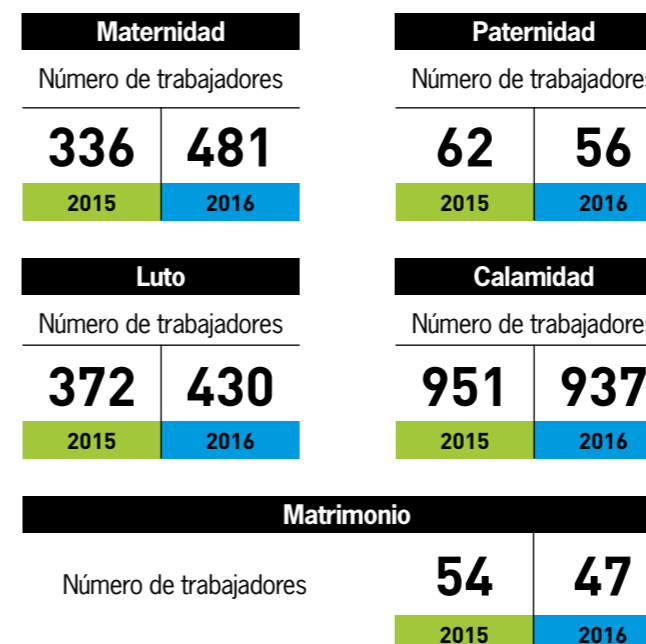 Maternidad
Número de trabajadores
336 481
2015 2016
Paternidad
Número de trabajadores
62 56
2015 2016
Luto
Número de trabajadores
372 430
2015 2016
Calamidad
Número de trabajadores
951 937
2015 2016
Matrimonio
Número de trabajadores
54 47
2015 2016